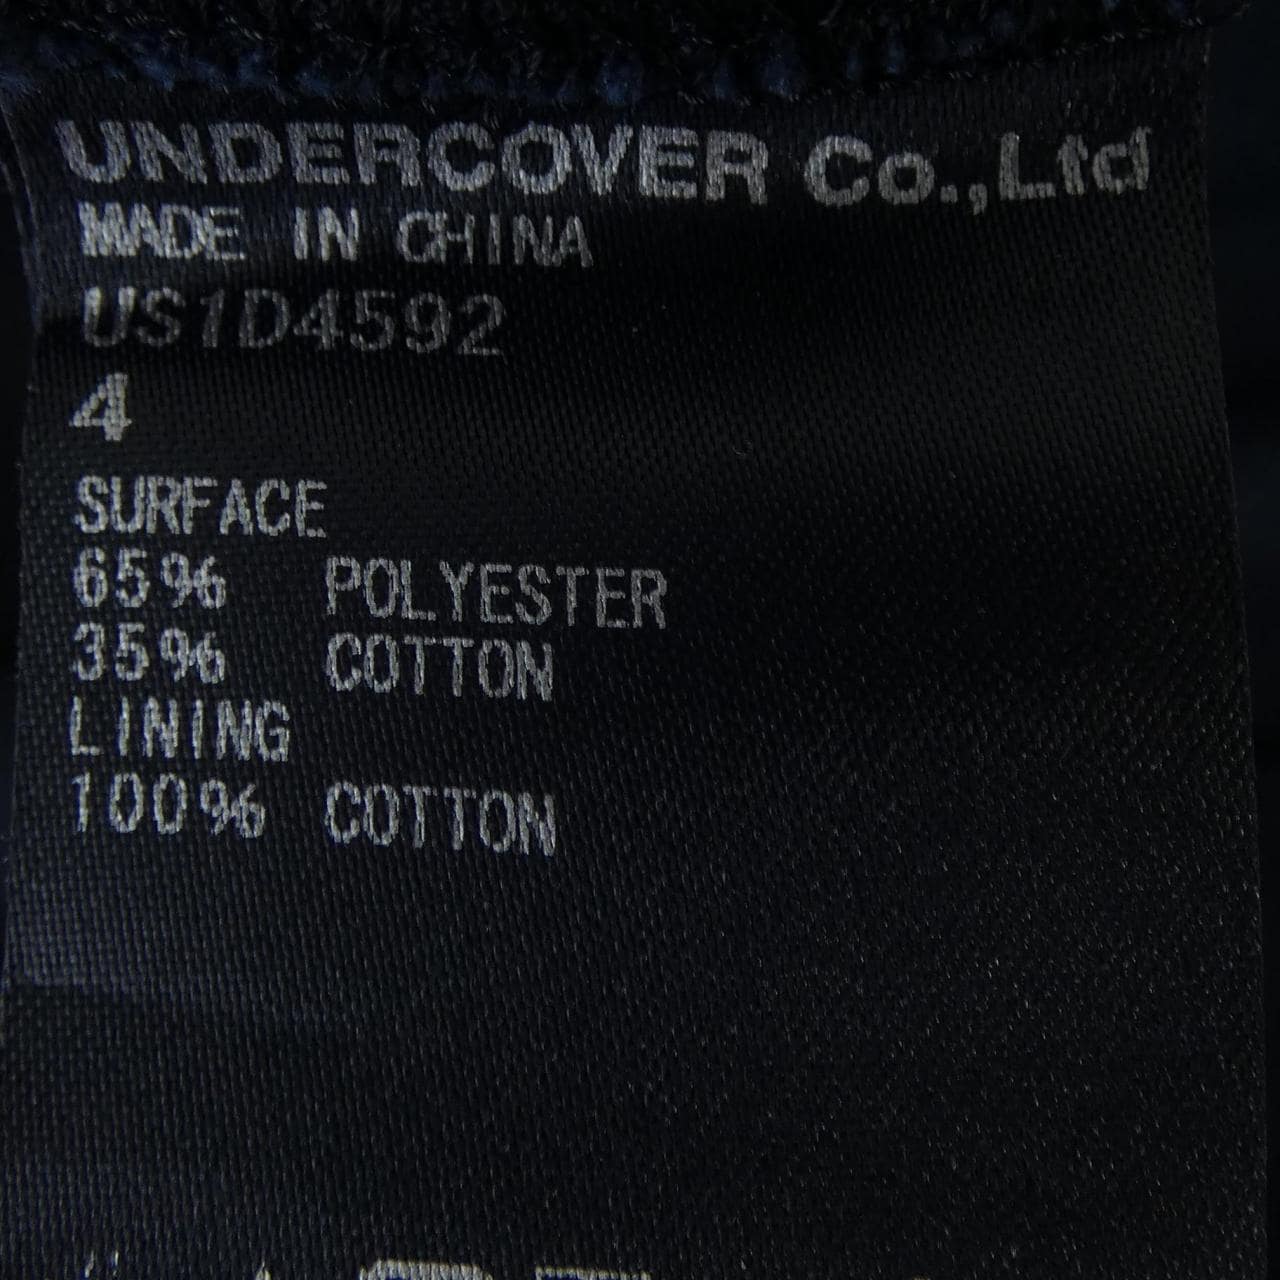 UNDERCOVER Co.,Ltd
MADE IN CHINA
US1D4592
4
SURFACE
65% POLYESTER
35% COTTON
LINING
100% COTTON